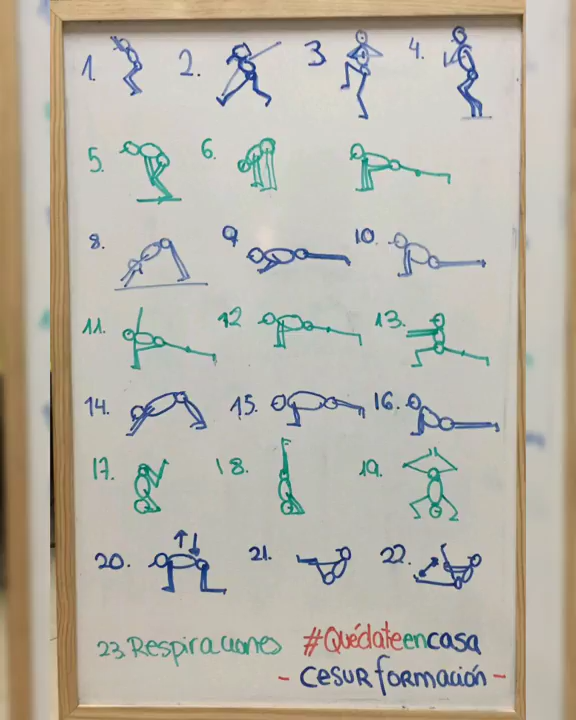 1. 2. 3 4.
5. 6.
8. 9 10.
11. 12 13.
14. 15. 16.
17. 18. 19.
20. 21. 22.
23. Respiraciones #Quédateencasa
- CESUR formación -